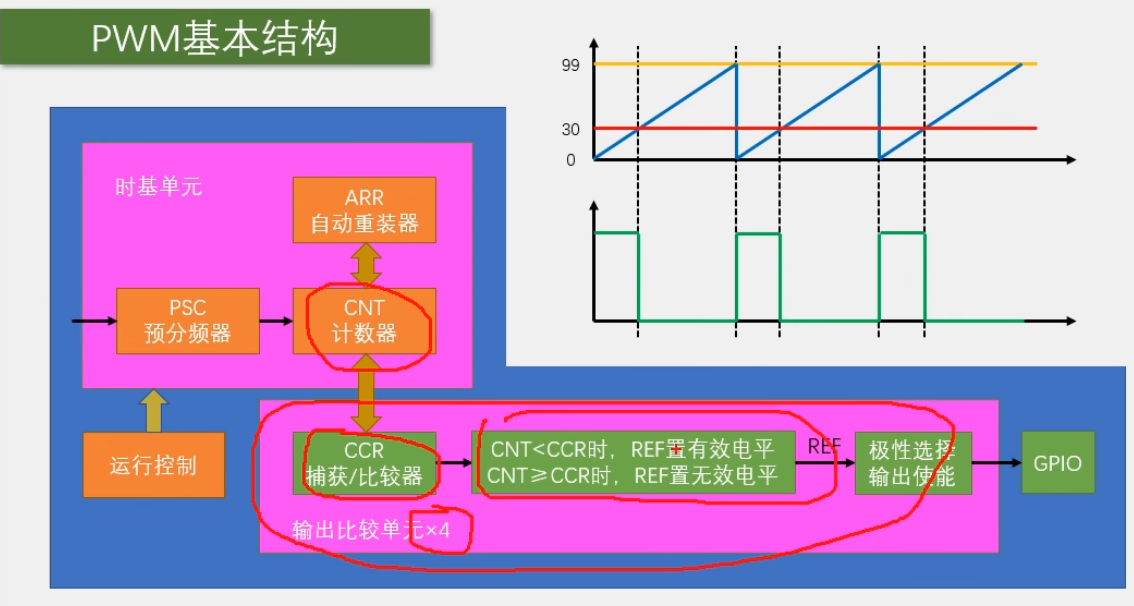 PWM基本结构
99
30
0
时基单元
ARR
自动重装器
PSC
预分频器
CNT
计数器
运行控制
CCR
捕获/比较器
CNT<CCR时，REF置有效电平
CNT≥CCR时，REF置无效电平
REF
极性选择
输出使能
GPIO
输出比较单元×4